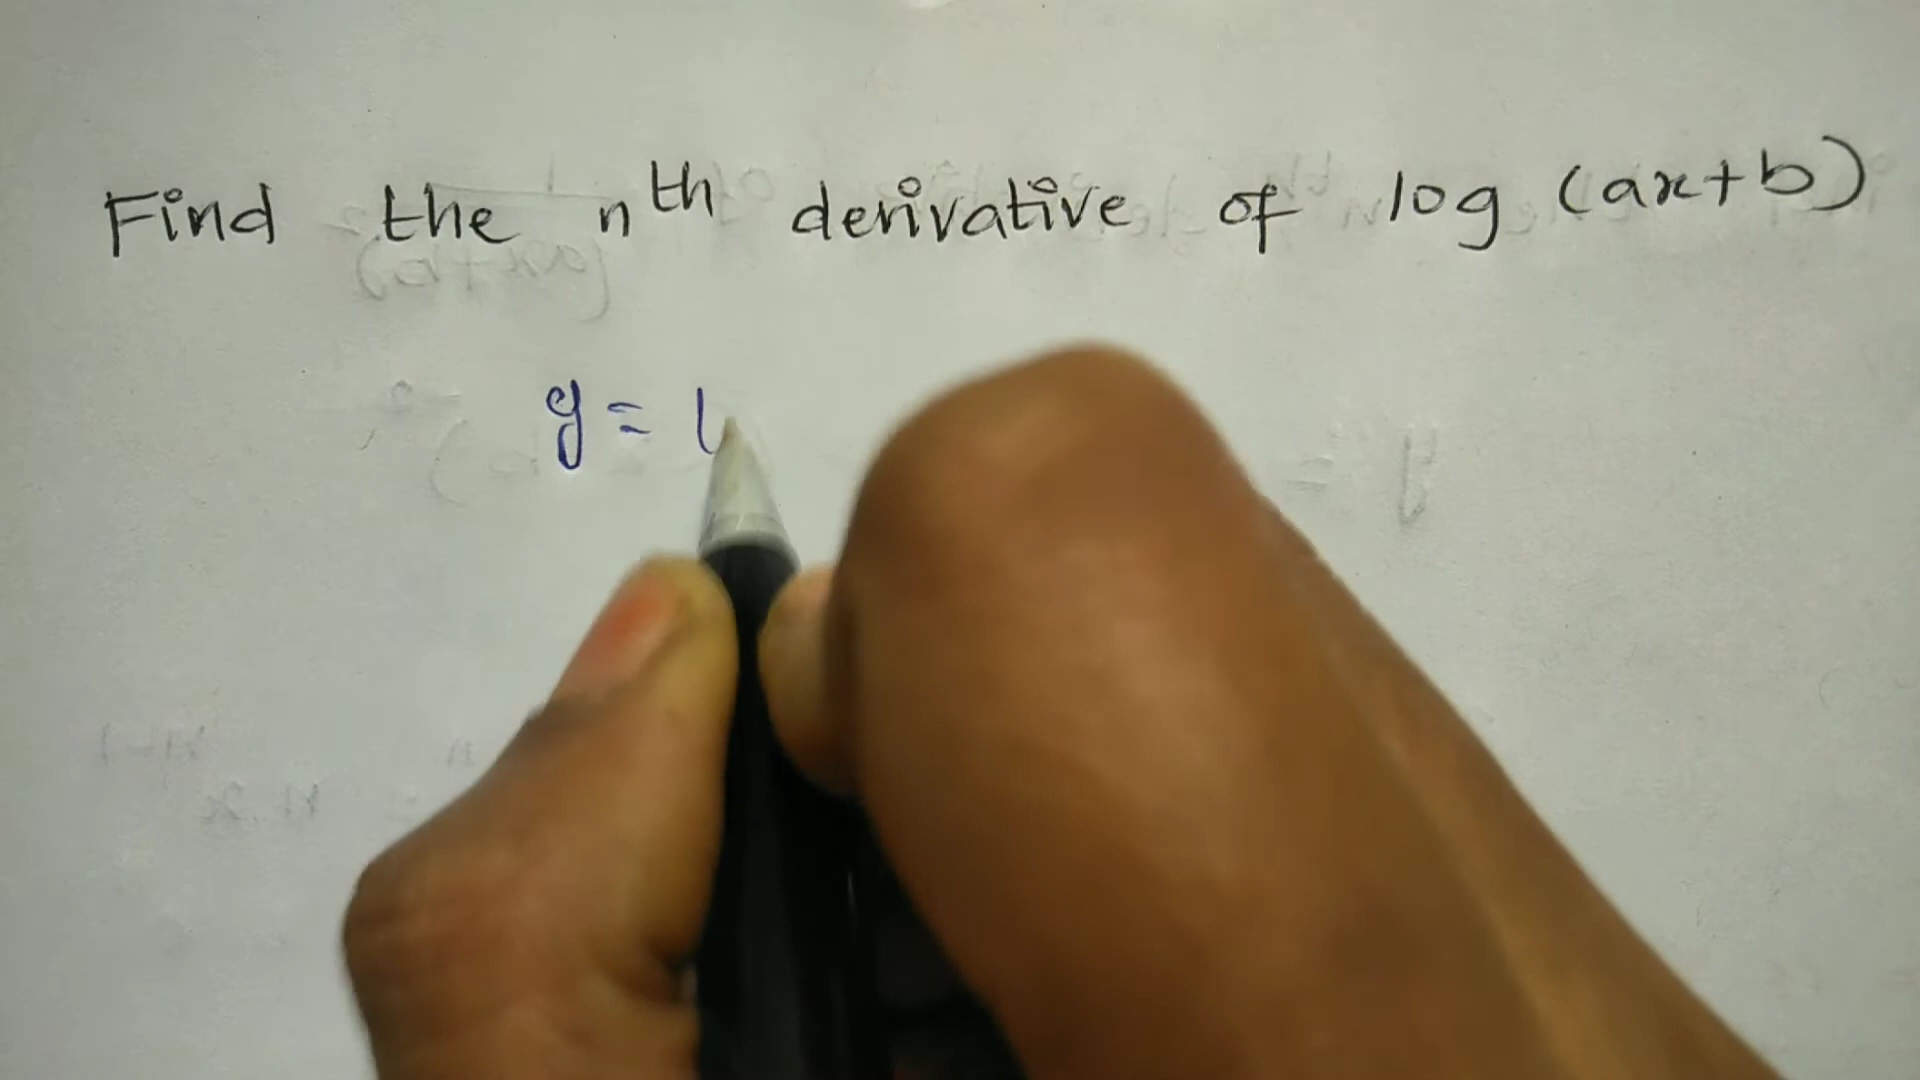 Find the nth derivative of log (ax+b)
y = l